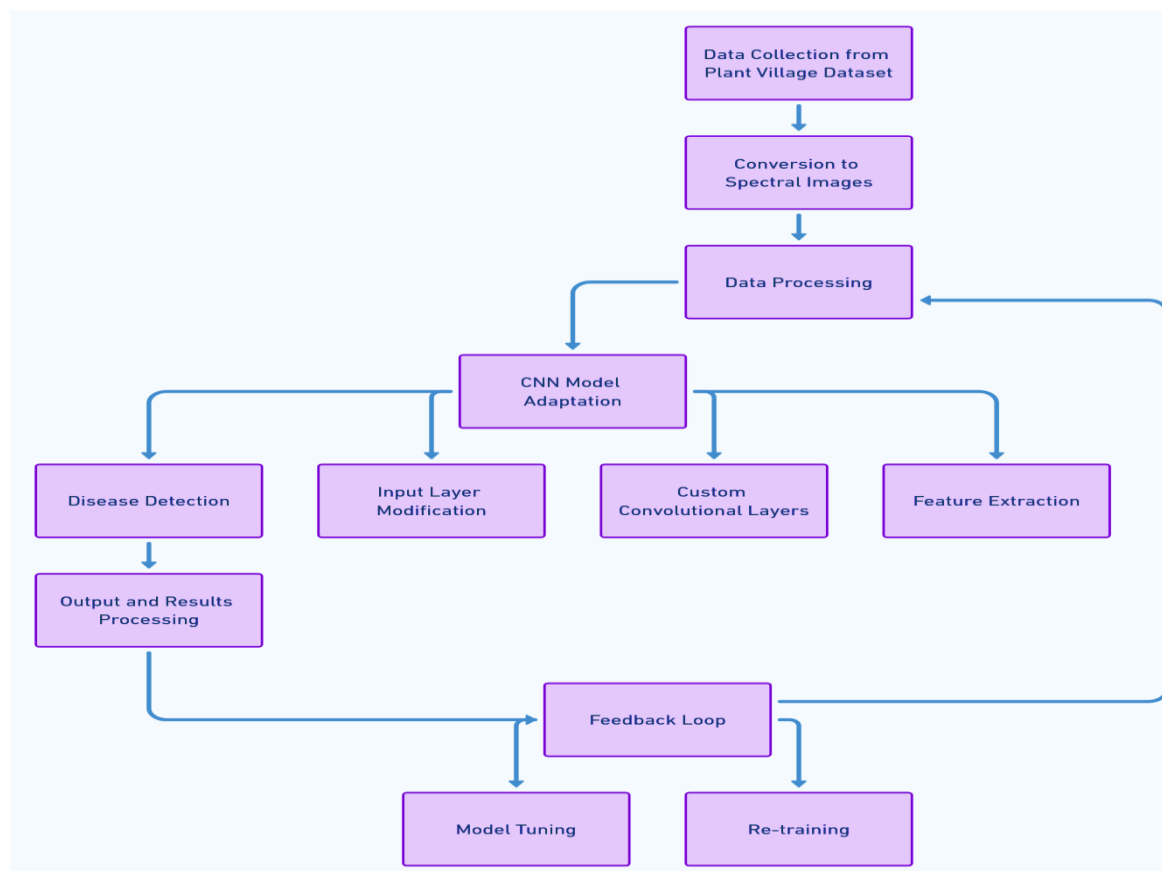 Data Collection from
Plant Village Dataset
Conversion to
Spectral Images
Data Processing
CNN Model
Adaptation
Disease Detection
Input Layer
Modification
Custom
Convolutional Layers
Feature Extraction
Output and Results
Processing
Feedback Loop
Model Tuning
Re-training